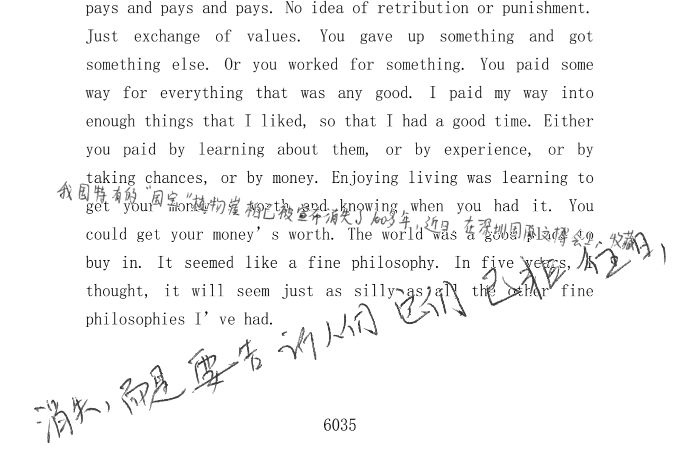 pays and pays and pays. No idea of retribution or punishment.
Just exchange of values. You gave up something and got
something else. Or you worked for something. You paid some
way for everything that was any good. I paid my way into
enough things that I liked, so that I had a good time. Either
you paid by learning about them, or by experience, or by
taking chances, or by money. Enjoying living was learning to
我国特有的“国宝”植物崖柏已被宣布消失了100多年,近日,在深圳国际文博会上,收藏
get your money's worth and knowing when you had it. You
could get your money's worth. The world was a good place to
buy in. It seemed like a fine philosophy. In five years, I
thought, it will seem just as silly as all the other fine
philosophies I've had.
消失,而是要告诉人们它们已
6035